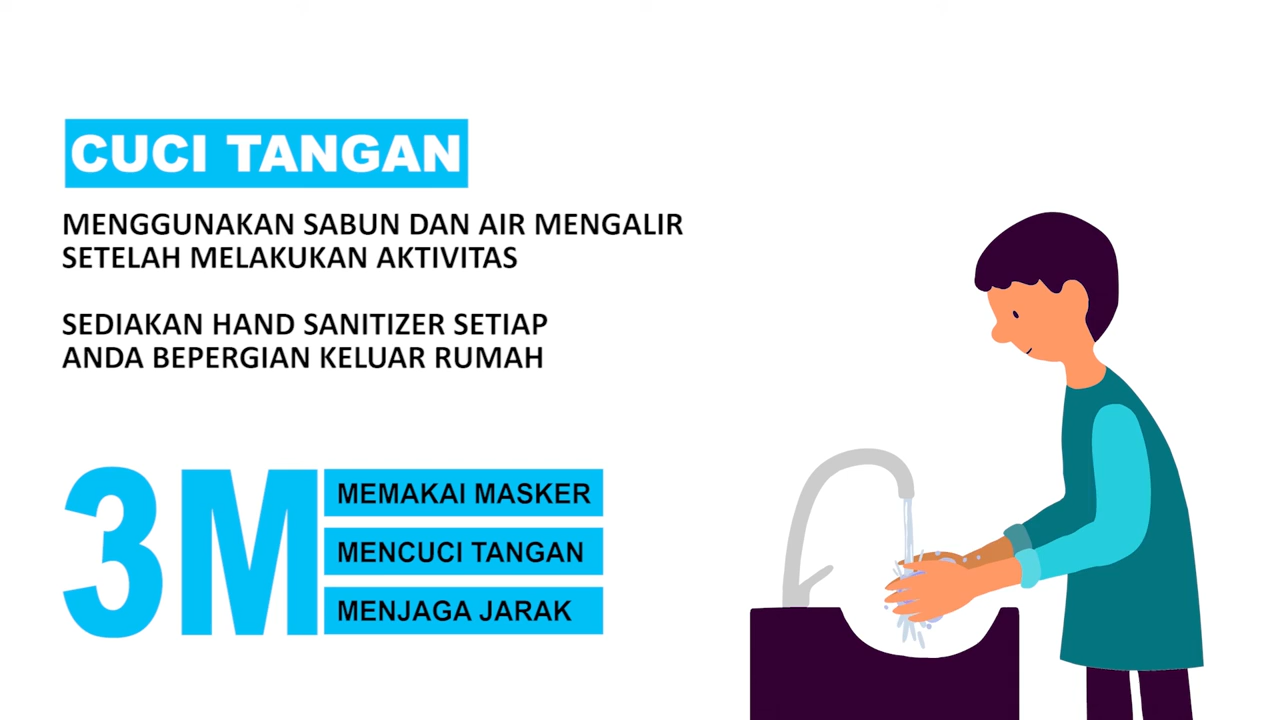 CUCI TANGAN
MENGGUNAKAN SABUN DAN AIR MENGALIR
SETELAH MELAKUKAN AKTIVITAS
SEDIAKAN HAND SANITIZER SETIAP
ANDA BEPERGIAN KELUAR RUMAH
3M
MEMAKAI MASKER
MENCUCI TANGAN
MENJAGA JARAK